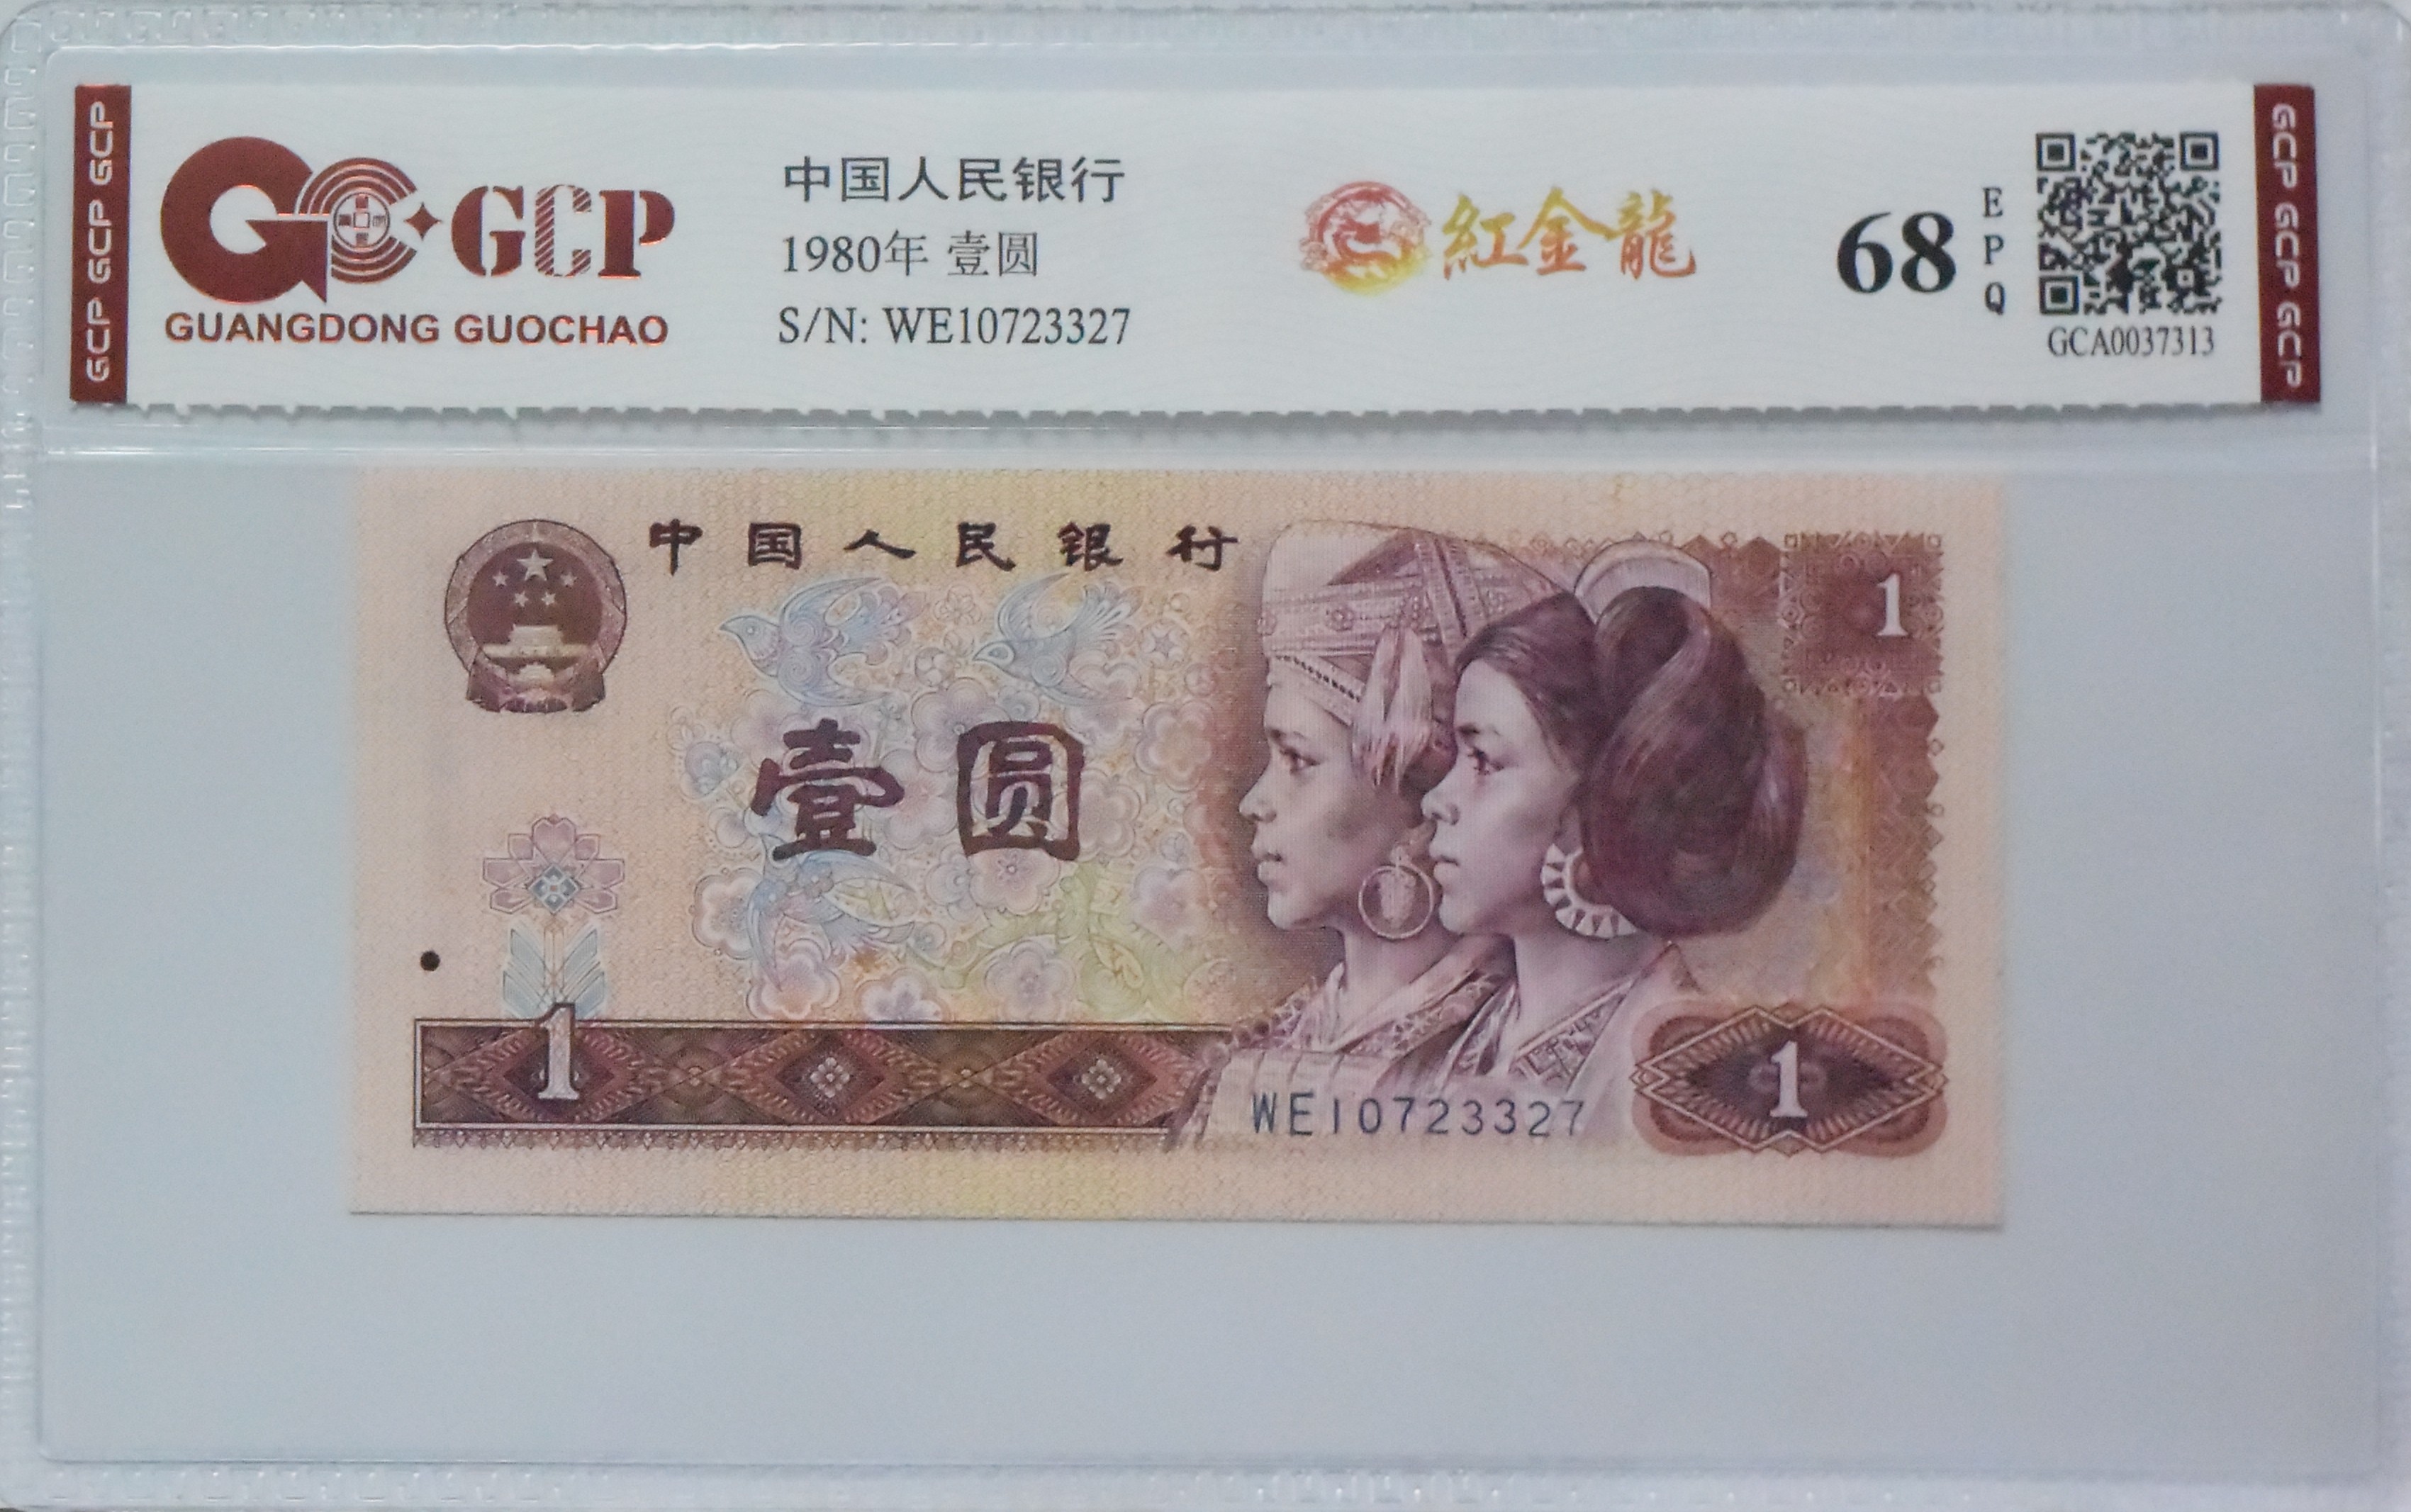 GCP GCP GCP
GCP
GUANGDONG GUOCHAO
中国人民银行
1980年 壹圆
S/N: WE10723327
紅金龍
68
EPQ
GCA0037313
GCP GCP GCP
中国人民银行
1
壹圆
1
1
WE10723327